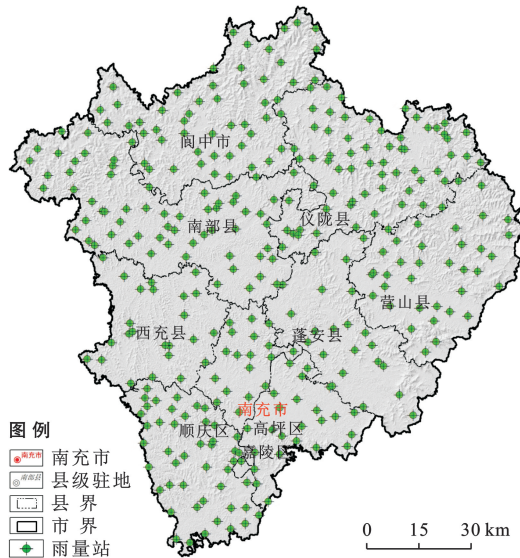 阆中市
南部县
仪陇县
营山县
西充县
蓬安县
南充市
顺庆区
高坪区
嘉陵区
图例
南充市 南充市
南部县 县级驻地
县界
市界
雨量站
0 15 30 km